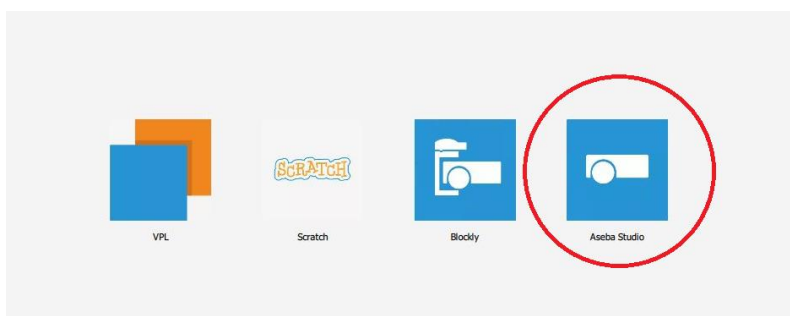 SCRATCH
VPL
Scratch
Blockly
Aseba Studio